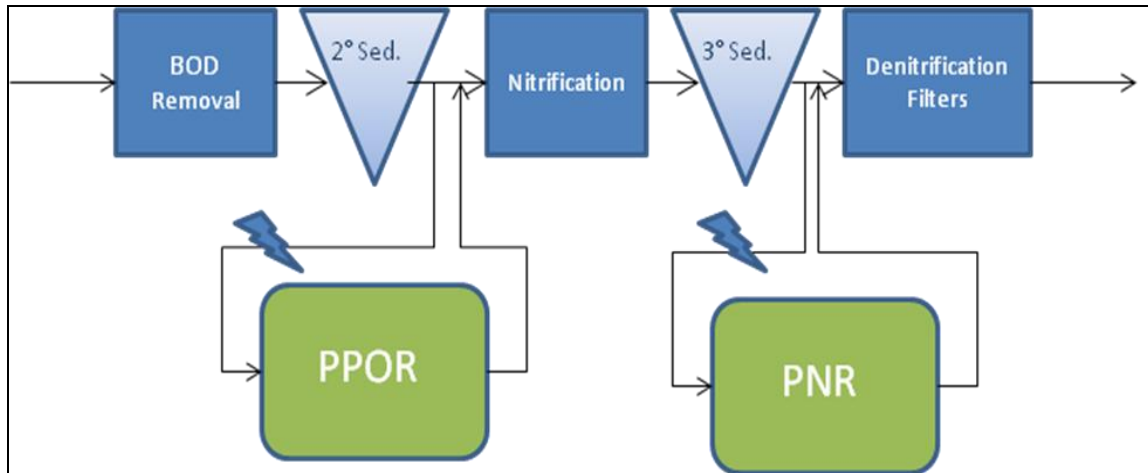 BOD
Removal
2° Sed.
Nitrification
3° Sed.
Denitrification
Filters
PPOR
PNR